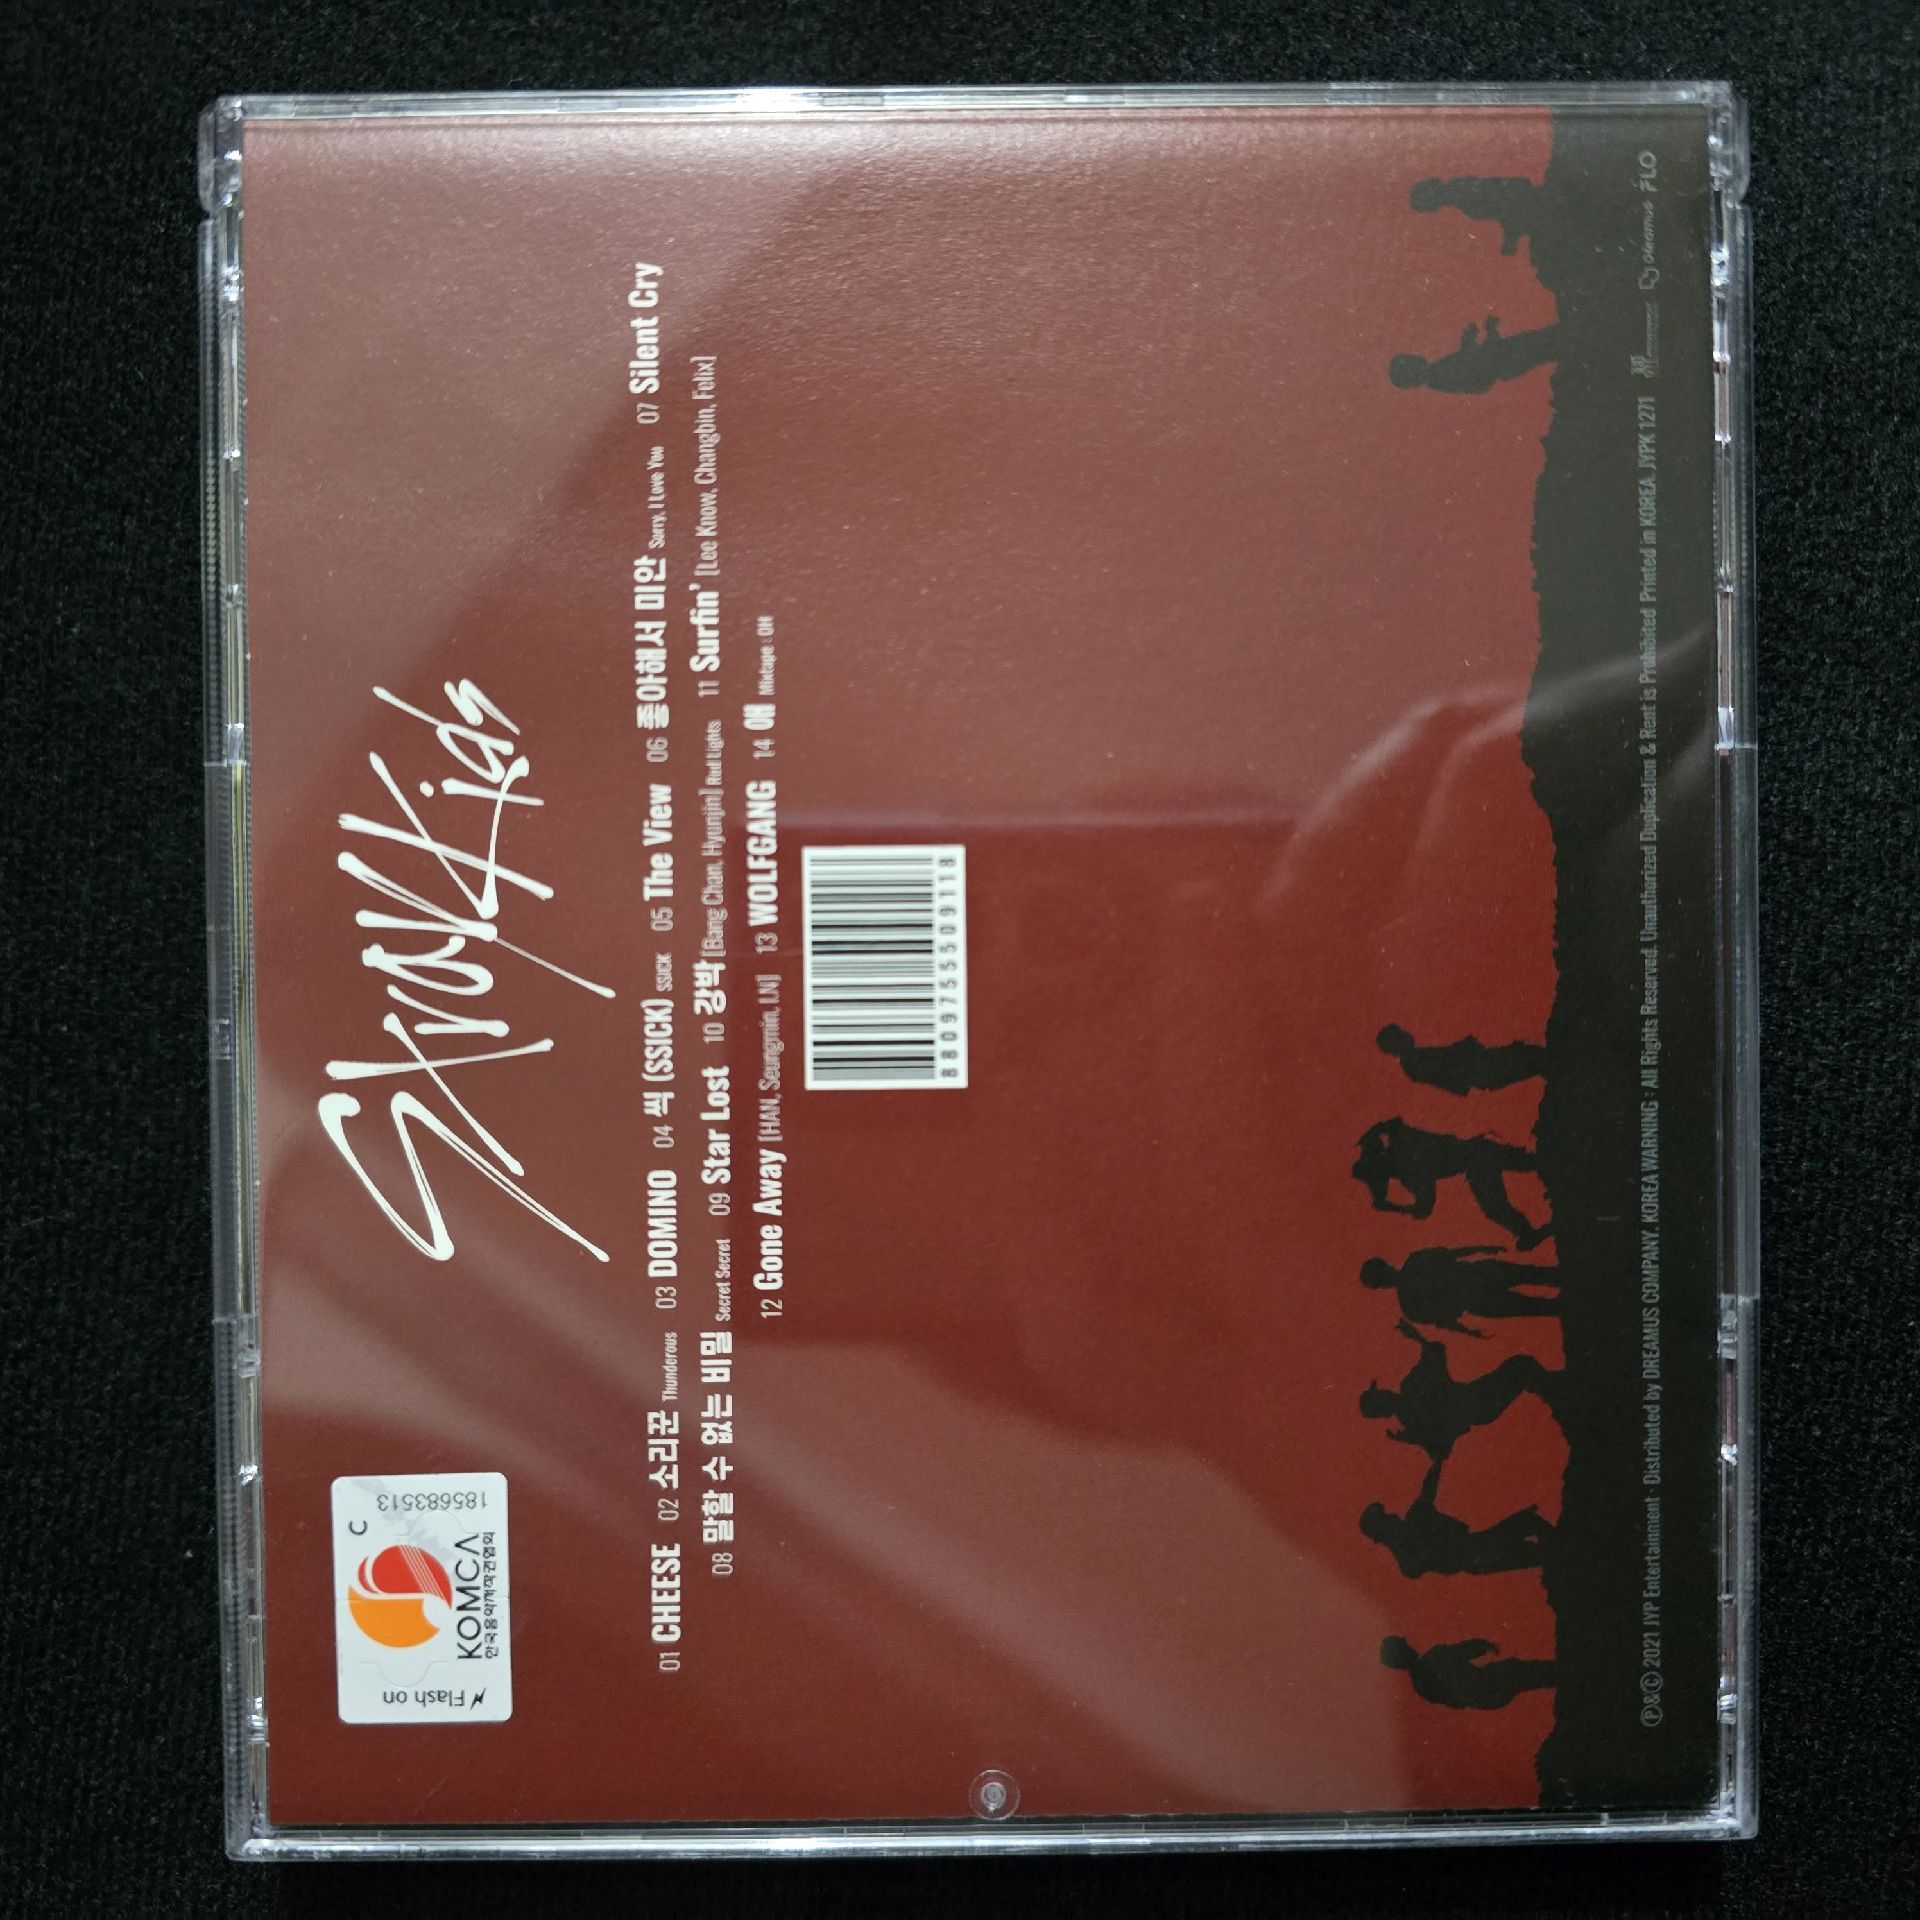 Stray Kids
01 CHEESE 02 소리꾼 Thunderous 03 DOMINO 04 씩 (SSICK) SSICK 05 The View 06 좋아해서 미안 Sorry, I Love You 07 Silent Cry
08 말할 수 없는 비밀 Secret Secret 09 Star Lost 10 강박 [Bang Chan, Hyunjin] Red Lights 11 Surfin' [Lee Know, Changbin, Felix]
12 Gone Away [HAN, Seungmin, I.N] 13 WOLFGANG 14 OH Mixtape : OH
8809755509118
⚡Flash on
C
KOMCA
한국음악저작권협회
185683513
Ⓟ&Ⓒ 2021 JYP Entertainment · Distributed by DREAMUS COMPANY. KOREA WARNING : All Rights Reserved. Unautiorized Duplication & Rent is Prohibited Printed in KOREA. JYPK 1271
JYP
dreamus
FLO